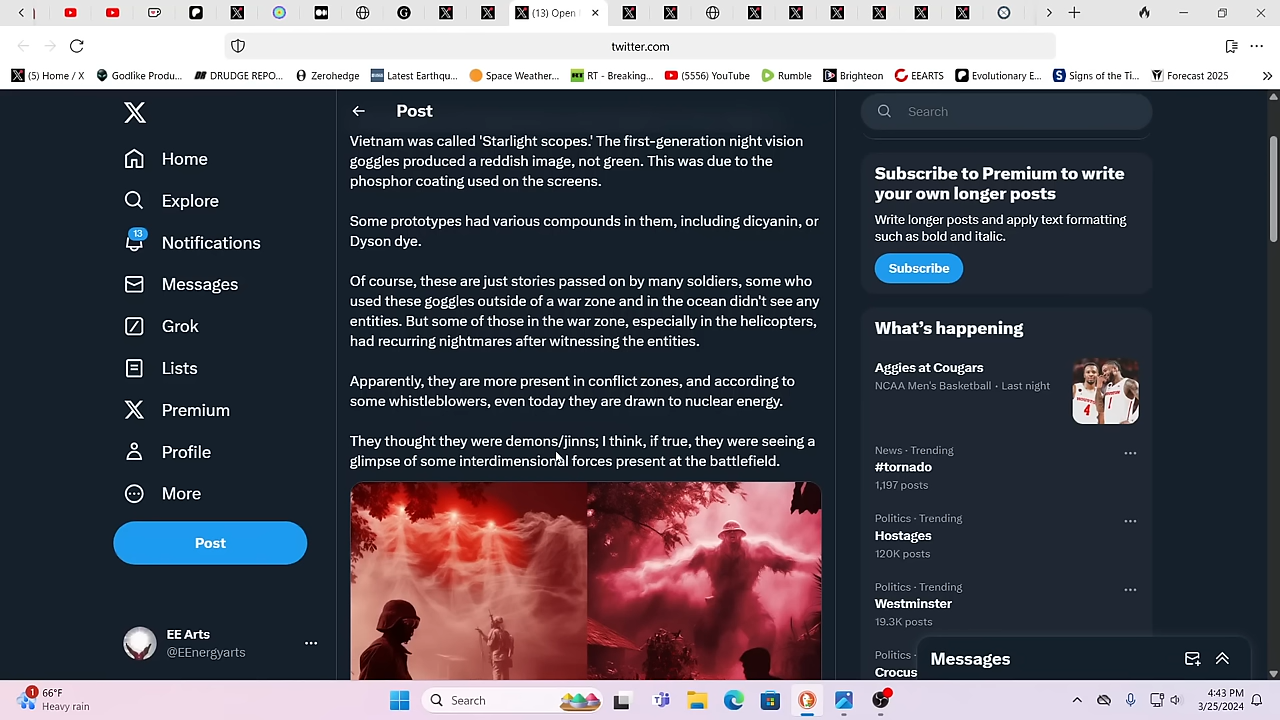 (13) Open
twitter.com
(5) Home / X
Godlike Produ...
DRUDGE REPO...
Zerohedge
Latest Earthqu...
Space Weather...
RT - Breaking...
(5556) YouTube
Rumble
Brighteon
EEARTS
Evolutionary E...
Signs of the Ti...
Forecast 2025
Home
Explore
13
Notifications
Messages
Grok
Lists
Premium
Profile
More
Post
EE Arts
@EEnergyarts
Post
Vietnam was called 'Starlight scopes.' The first-generation night vision
goggles produced a reddish image, not green. This was due to the
phosphor coating used on the screens.
Some prototypes had various compounds in them, including dicyanin, or
Dyson dye.
Of course, these are just stories passed on by many soldiers, some who
used these goggles outside of a war zone and in the ocean didn't see any
entities. But some of those in the war zone, especially in the helicopters,
had recurring nightmares after witnessing the entities.
Apparently, they are more present in conflict zones, and according to
some whistleblowers, even today they are drawn to nuclear energy.
They thought they were demons/jinns; I think, if true, they were seeing a
glimpse of some interdimensional forces present at the battlefield.
Search
Subscribe to Premium to write
your own longer posts
Write longer posts and apply text formatting
such as bold and italic.
Subscribe
What's happening
Aggies at Cougars
NCAA Men's Basketball · Last night
News · Trending
#tornado
1,197 posts
Politics · Trending
Hostages
120K posts
Politics · Trending
Westminster
19.3K posts
Politics ·
Crocus
Messages
1
66°F
Heavy rain
Search
4:43 PM
3/25/2024